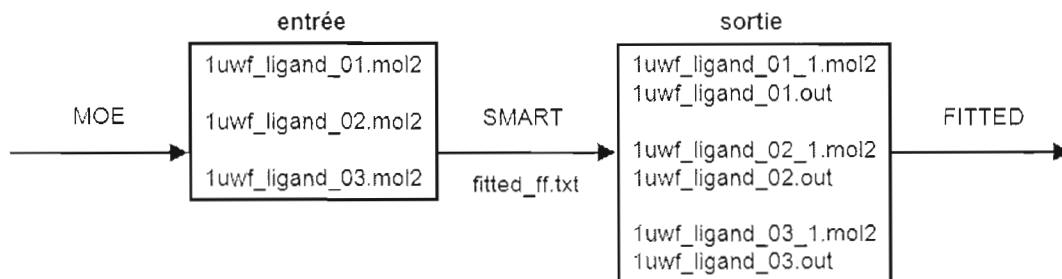 entrée
sortie
MOE
1uwf_ligand_01.mol2
1uwf_ligand_02.mol2
1uwf_ligand_03.mol2
SMART
fitted_ff.txt
1uwf_ligand_01_1.mol2
1uwf_ligand_01.out
1uwf_ligand_02_1.mol2
1uwf_ligand_02.out
1uwf_ligand_03_1.mol2
1uwf_ligand_03.out
FITTED